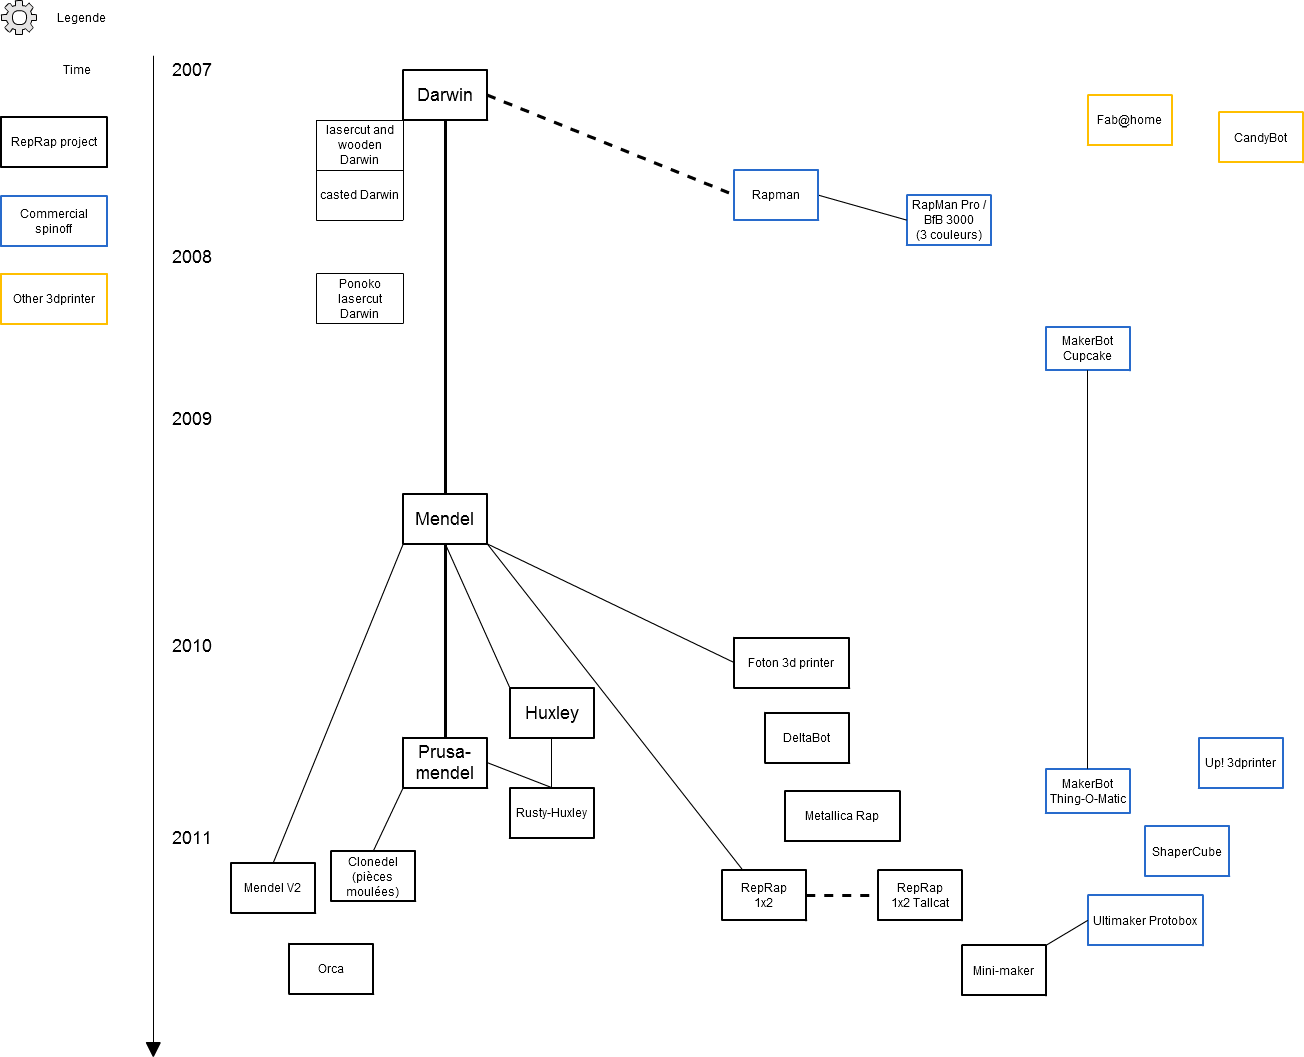 Legende
Time
2007
Darwin
lasercut and
wooden
Darwin
casted Darwin
RepRap project
Fab@home
CandyBot
Rapman
RapMan Pro /
BfB 3000
(3 couleurs)
Commercial
spinoff
2008
Other 3dprinter
Ponoko
lasercut
Darwin
MakerBot
Cupcake
2009
Mendel
2010
Foton 3d printer
Huxley
DeltaBot
Prusa-
mendel
Up! 3dprinter
MakerBot
Thing-O-Matic
Rusty-Huxley
Metallica Rap
2011
ShaperCube
Clonedel
(pièces
moulées)
Mendel V2
RepRap
1x2
RepRap
1x2 Tallcat
Ultimaker Protobox
Orca
Mini-maker